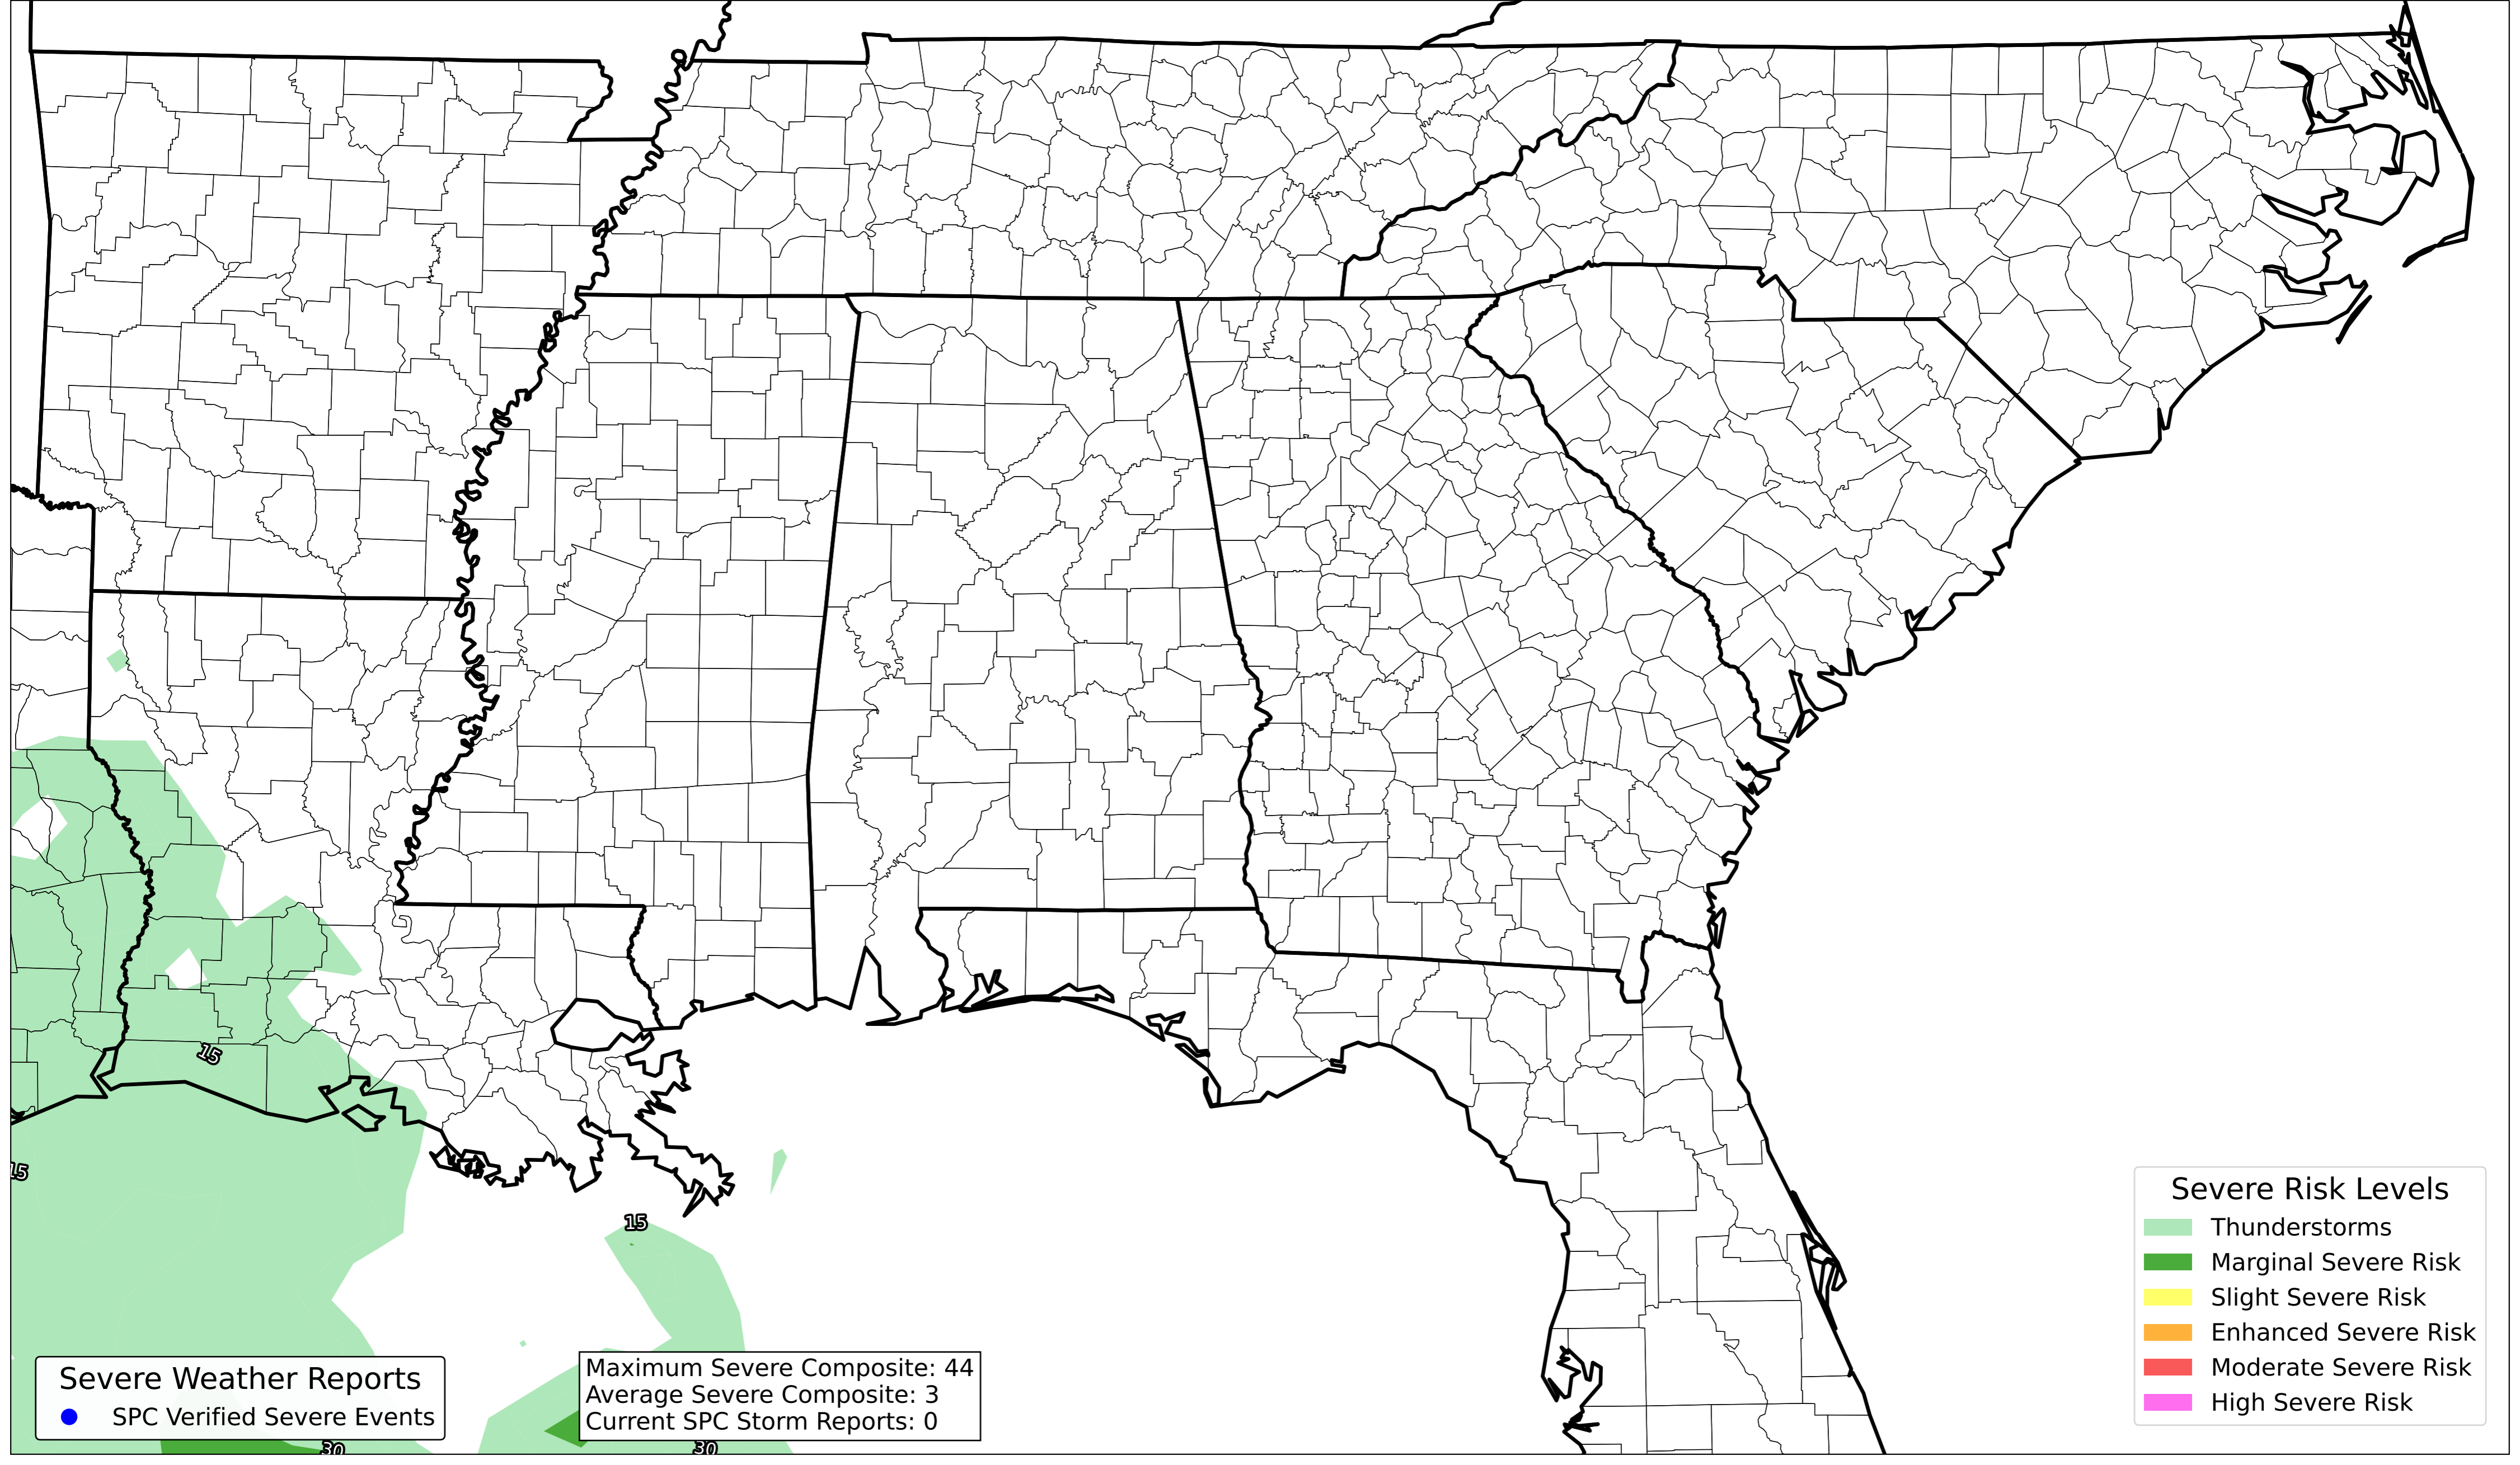 15
15
15
Severe Risk Levels
Thunderstorms
Marginal Severe Risk
Slight Severe Risk
Enhanced Severe Risk
Moderate Severe Risk
High Severe Risk
Severe Weather Reports
SPC Verified Severe Events
Maximum Severe Composite: 44
Average Severe Composite: 3
Current SPC Storm Reports: 0
30
30